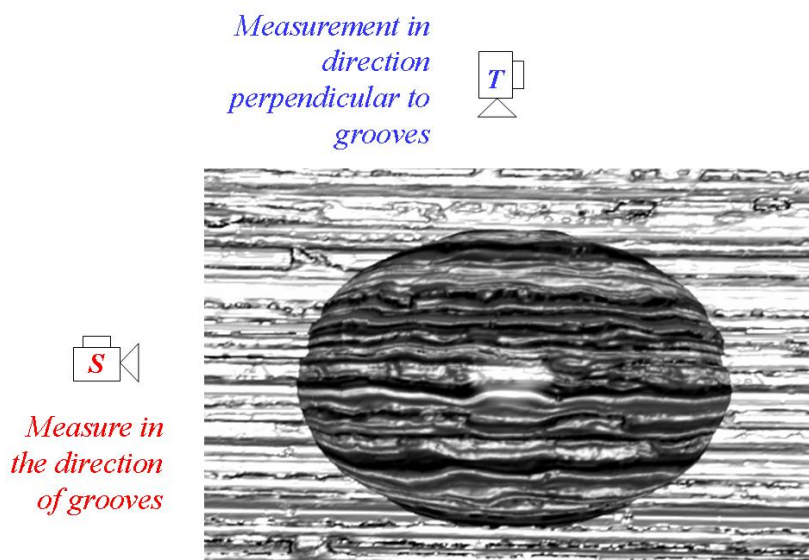 Measurement in
direction
perpendicular to
grooves
T
S
Measure in
the direction
of grooves